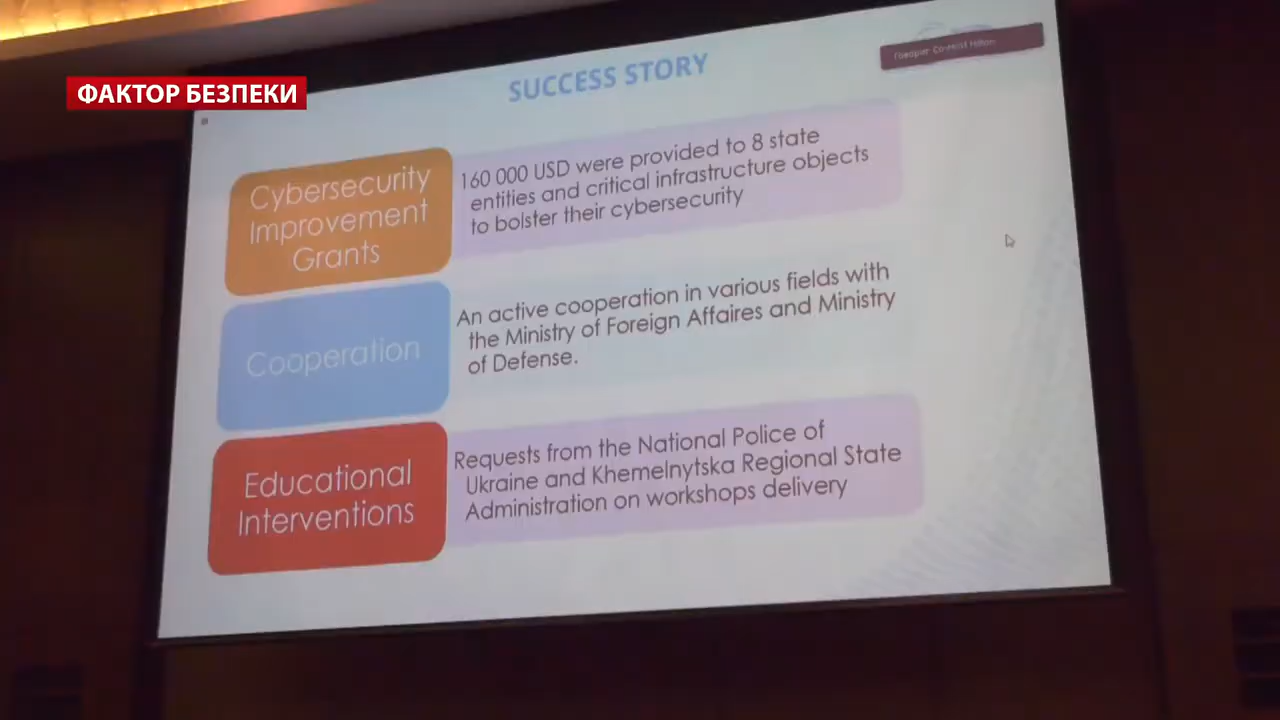 ФАКТОР БЕЗПЕКИ
SUCCESS STORY
Cybersecurity
Improvement
Grants
160 000 USD were provided to 8 state
entities and critical infrastructure objects
to bolster their cybersecurity
Cooperation
An active cooperation in various fields with
the Ministry of Foreign Affaires and Ministry
of Defense.
Educational
Interventions
Requests from the National Police of
Ukraine and Khemelnytska Regional State
Administration on workshops delivery